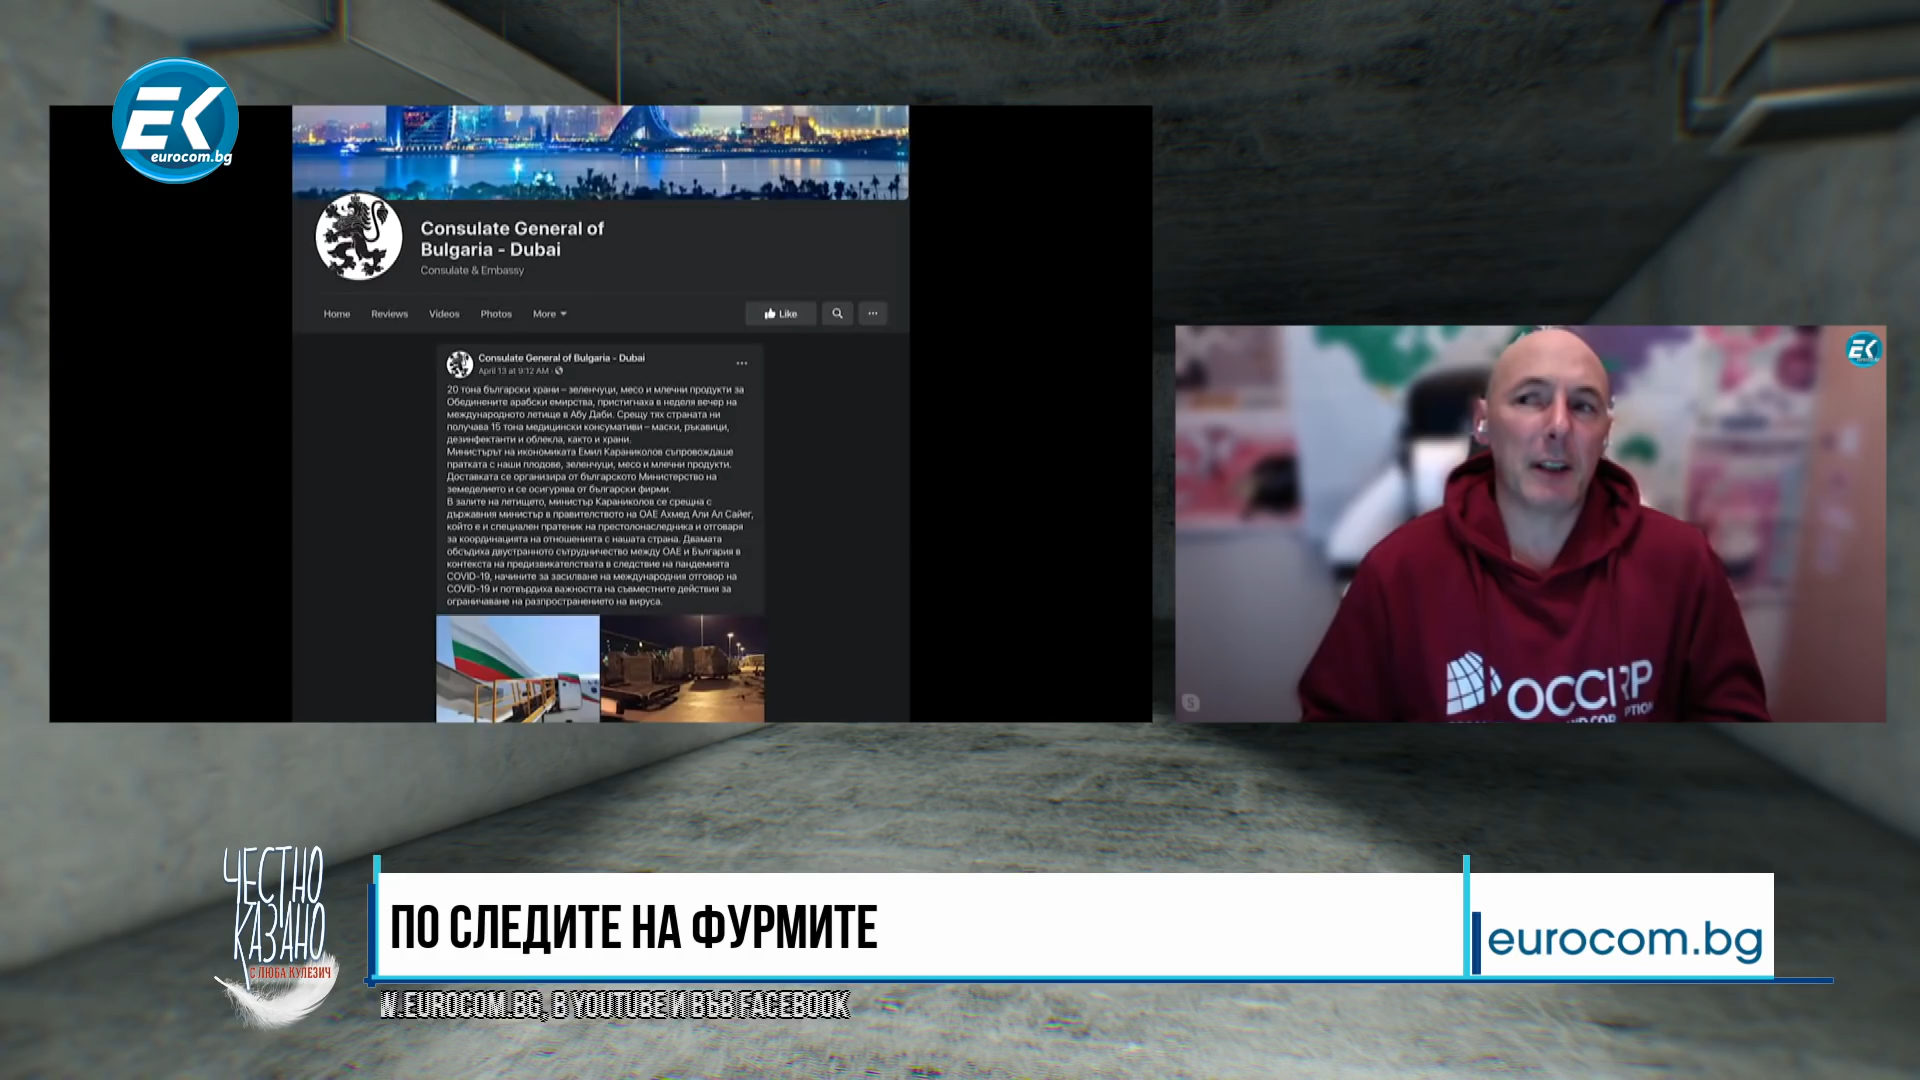 EK
eurocom.bg
Consulate General of
Bulgaria - Dubai
Consulate & Embassy
Home
Reviews
Videos
Photos
More
Like
Consulate General of Bulgaria - Dubai
April 13 at 9:12 AM ·
20 тона български храни – зеленчуци, месо и млечни продукти за
Обединените арабски емирства, пристигнаха в неделя вечер на
международното летище в Абу Даби. Срещу тях страната ни
получава 15 тона медицински консумативи – маски, ръкавици,
дезинфектанти и облекла, както и храни.
Министърът на икономиката Емил Караниколов съпровождаше
пратката с наши плодове, зеленчуци, месо и млечни продукти.
Доставката се организира от българското Министерство на
земеделието и се осигурява от български фирми.
В залите на летището, министър Караниколов се срещна с
държавния министър в правителството на ОАЕ Ахмед Али Ал Сайег,
който е и специален пратеник на престолонаследника и отговаря
за координацията на отношенията с нашата страна. Двамата
обсъдиха двустранното сътрудничество между ОАЕ и България в
контекста на предизвикателствата в следствие на пандемията
COVID-19, начините за засилване на международния отговор на
COVID-19 и потвърдиха важността на съвместните действия за
ограничаване на разпространението на вируса.
EK
S
OCCRP
ЧЕСТНО
КАЗАНО
С ЛЮБА КУЛЕЗИЧ
ПО СЛЕДИТЕ НА ФУРМИТЕ
eurocom.bg
W.EUROCOM.BG, В YOUTUBE И ВЪВ FACEBOOK